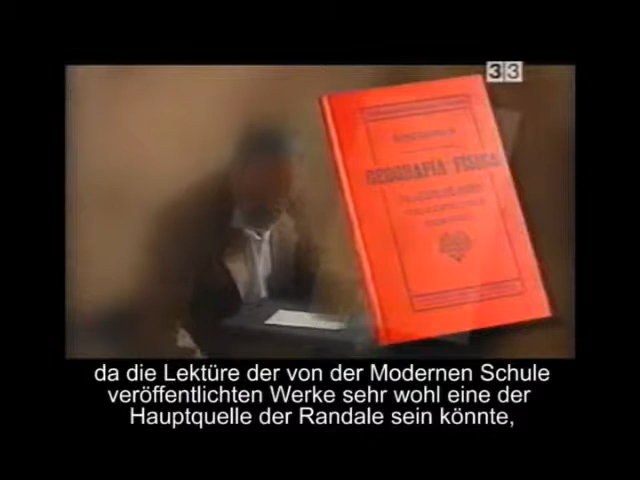 33
GEOGRAFIA FISICA
da die Lektüre der von der Modernen Schule
veröffentlichten Werke sehr wohl eine der
Hauptquelle der Randale sein könnte,